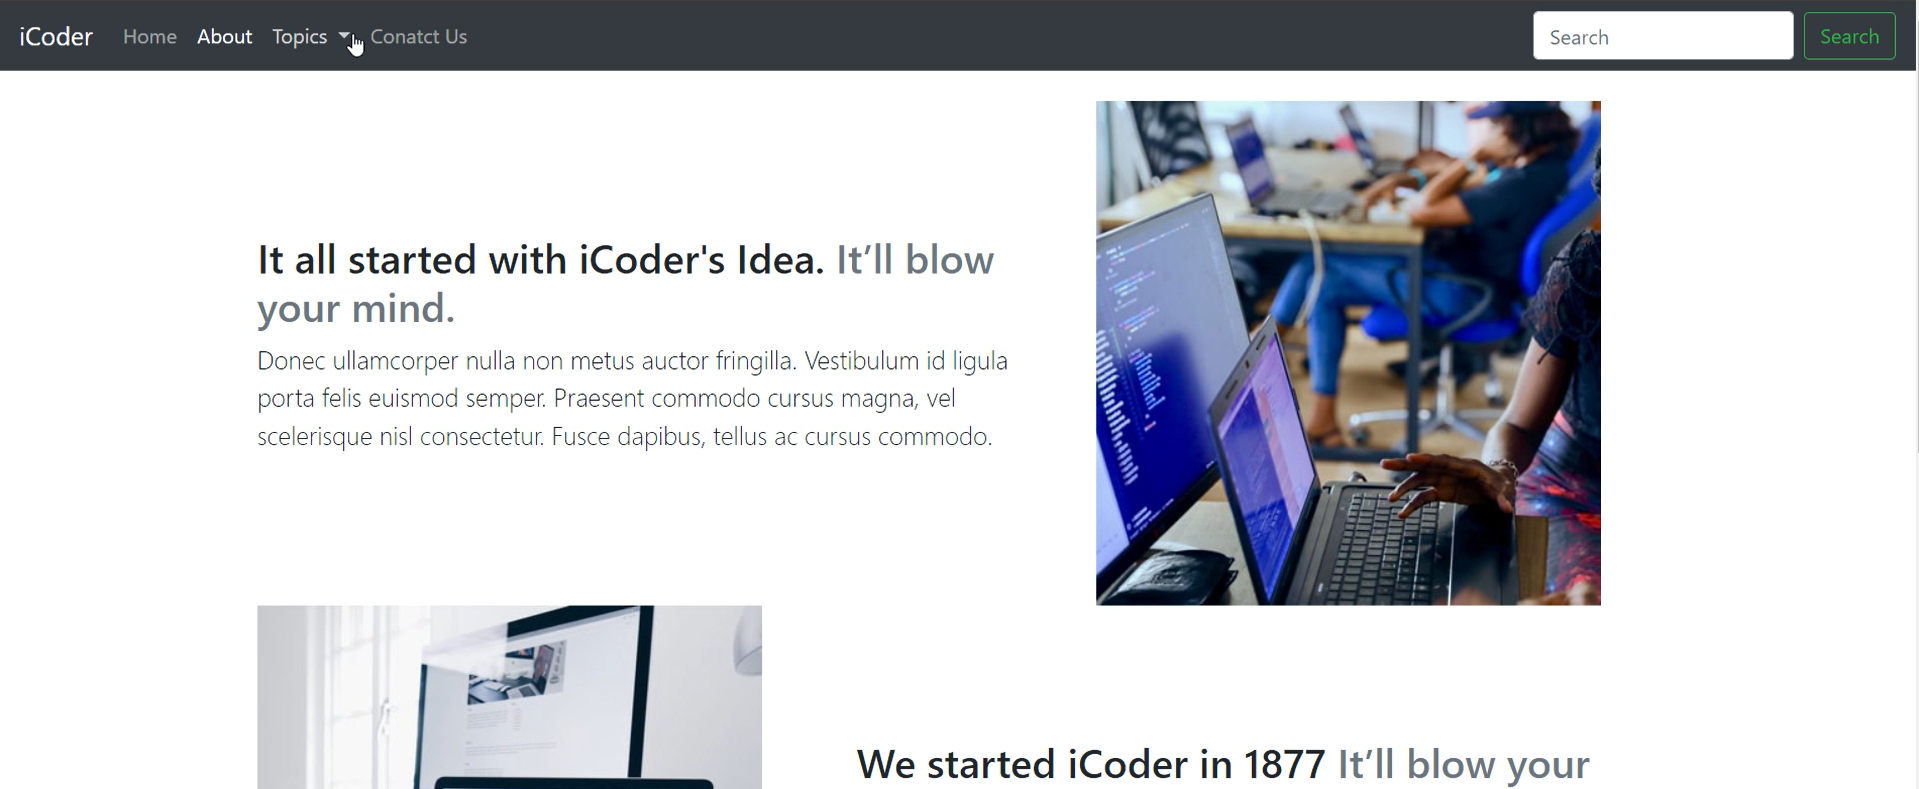 iCoder Home About Topics Conatct Us Search Search
It all started with iCoder's Idea. It’ll blow
your mind.
Donec ullamcorper nulla non metus auctor fringilla. Vestibulum id ligula
porta felis euismod semper. Praesent commodo cursus magna, vel
scelerisque nisl consectetur. Fusce dapibus, tellus ac cursus commodo.
We started iCoder in 1877 It’ll blow your